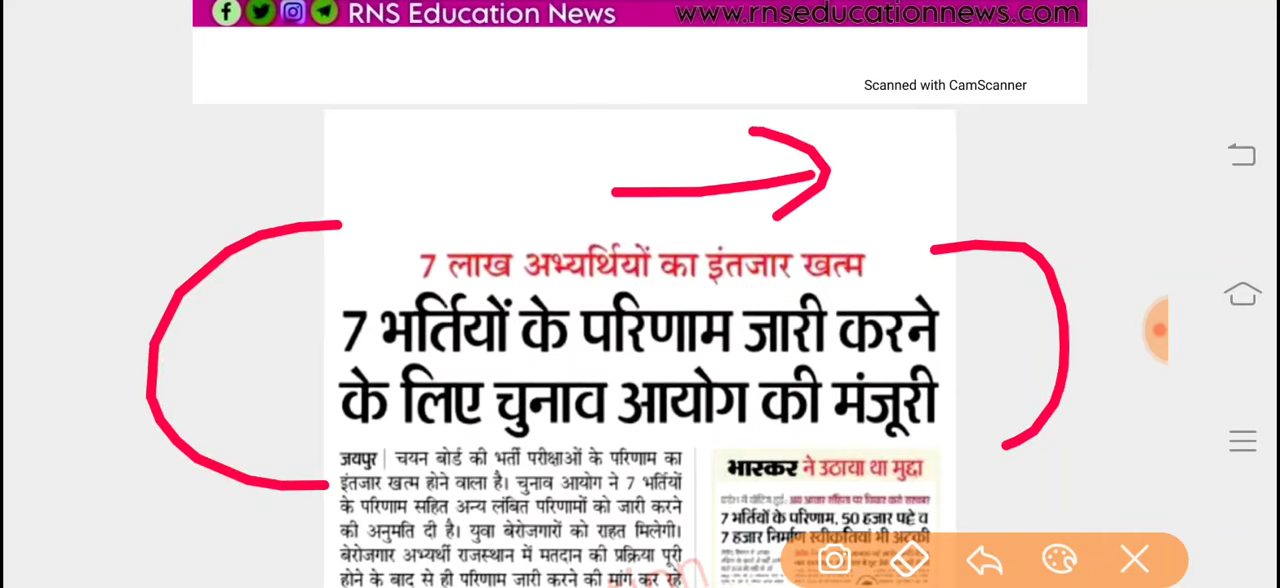 RNS Education News www.rnseducationnews.com
Scanned with CamScanner
7 लाख अभ्यर्थियों का इंतजार खत्म
7 भर्तियों के परिणाम जारी करने
के लिए चुनाव आयोग की मंजूरी
जयपुर | चयन बोर्ड की भर्ती परीक्षाओं के परिणाम का
इंतजार खत्म होने वाला है। चुनाव आयोग ने 7 भर्तियों
के परिणाम सहित अन्य लंबित परिणामों को जारी करने
की अनुमति दी है। युवा बेरोजगारों को राहत मिलेगी।
बेरोजगार अभ्यर्थी राजस्थान में मतदान की प्रक्रिया पूरी
होने के बाद से ही परिणाम जारी करने की मांग कर रहे
भास्कर ने उठाया था मुद्दा
7 भर्तियों के परिणाम, 50 हजार पट्टे व
7 हजार निर्माण स्वीकृतियां भी अटकी